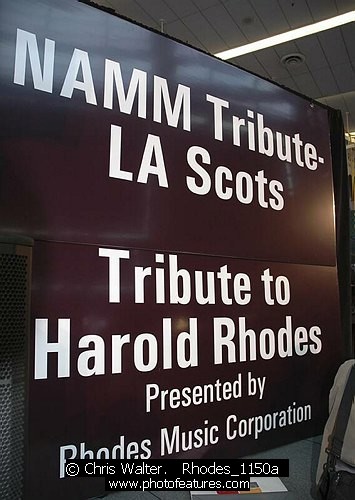 NAMM Tribute-
LA Scots
Tribute to
Harold Rhodes
Presented by
Rhodes Music Corporation
© Chris Walter. Rhodes_1150a
www.photofeatures.com